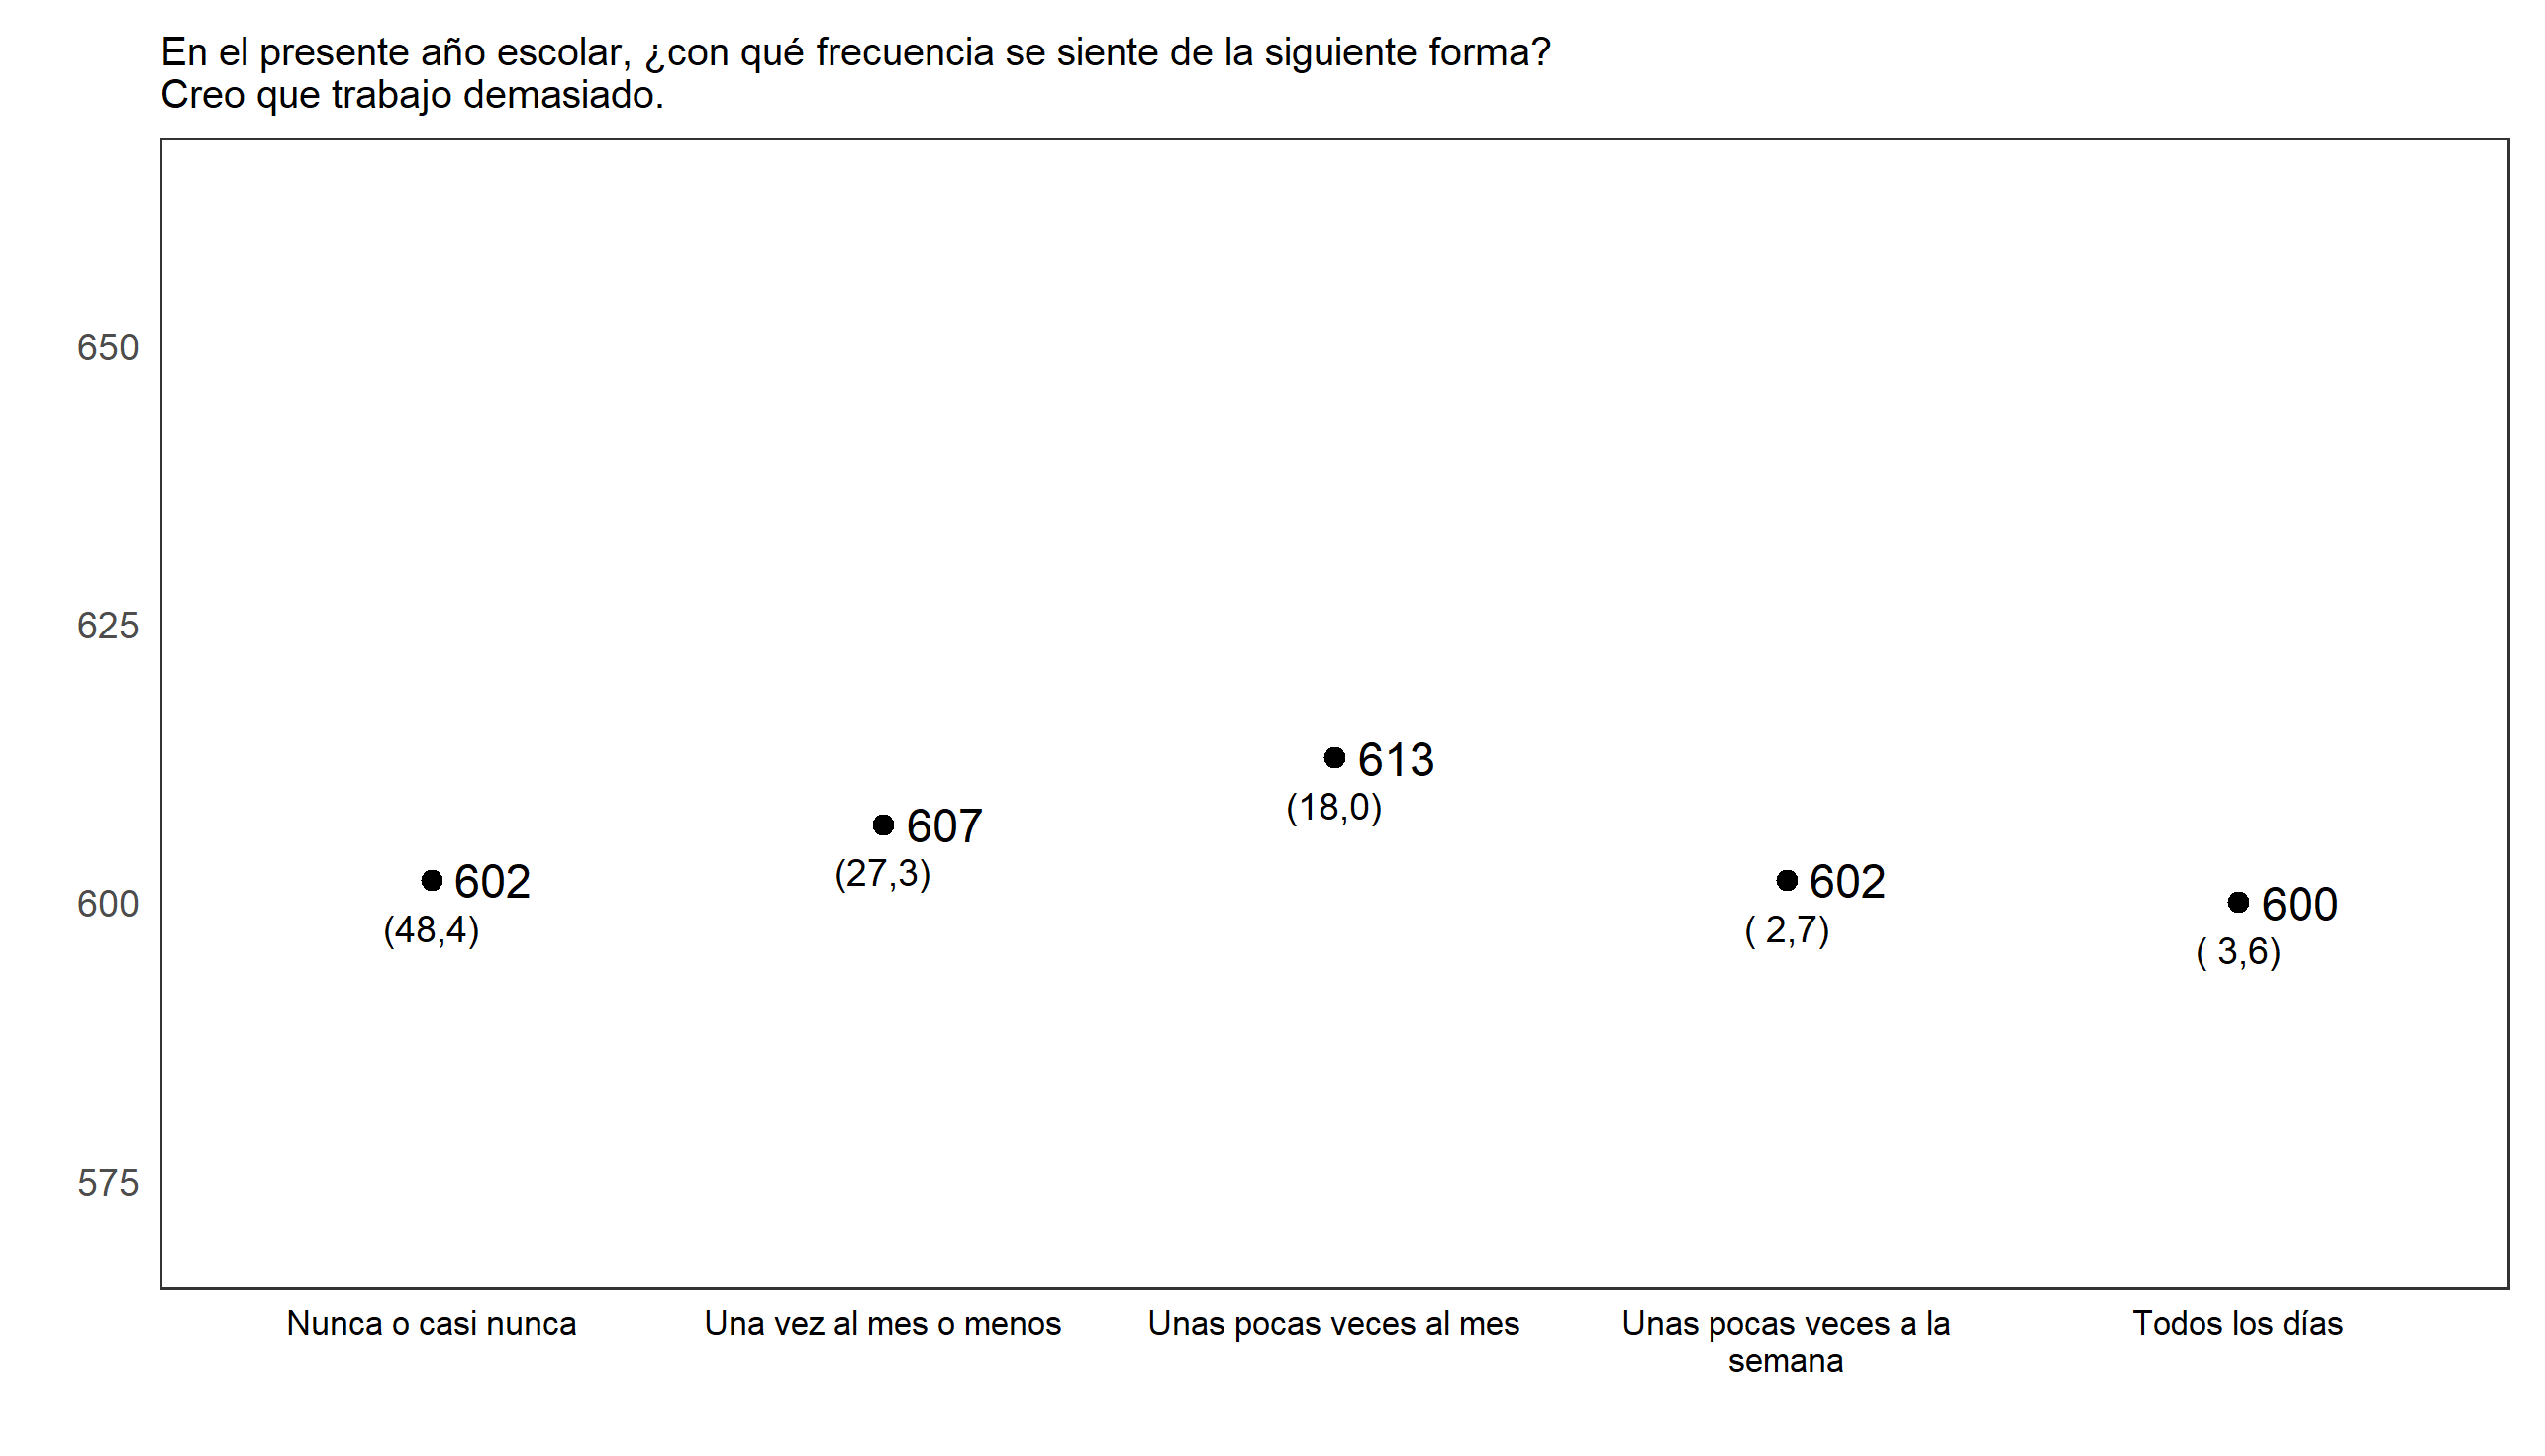 En el presente año escolar, ¿con qué frecuencia se siente de la siguiente forma?
Creo que trabajo demasiado.
650
625
600
575
602
(48,4)
607
(27,3)
613
(18,0)
602
( 2,7)
600
( 3,6)
Nunca o casi nunca
Una vez al mes o menos
Unas pocas veces al mes
Unas pocas veces a la
semana
Todos los días